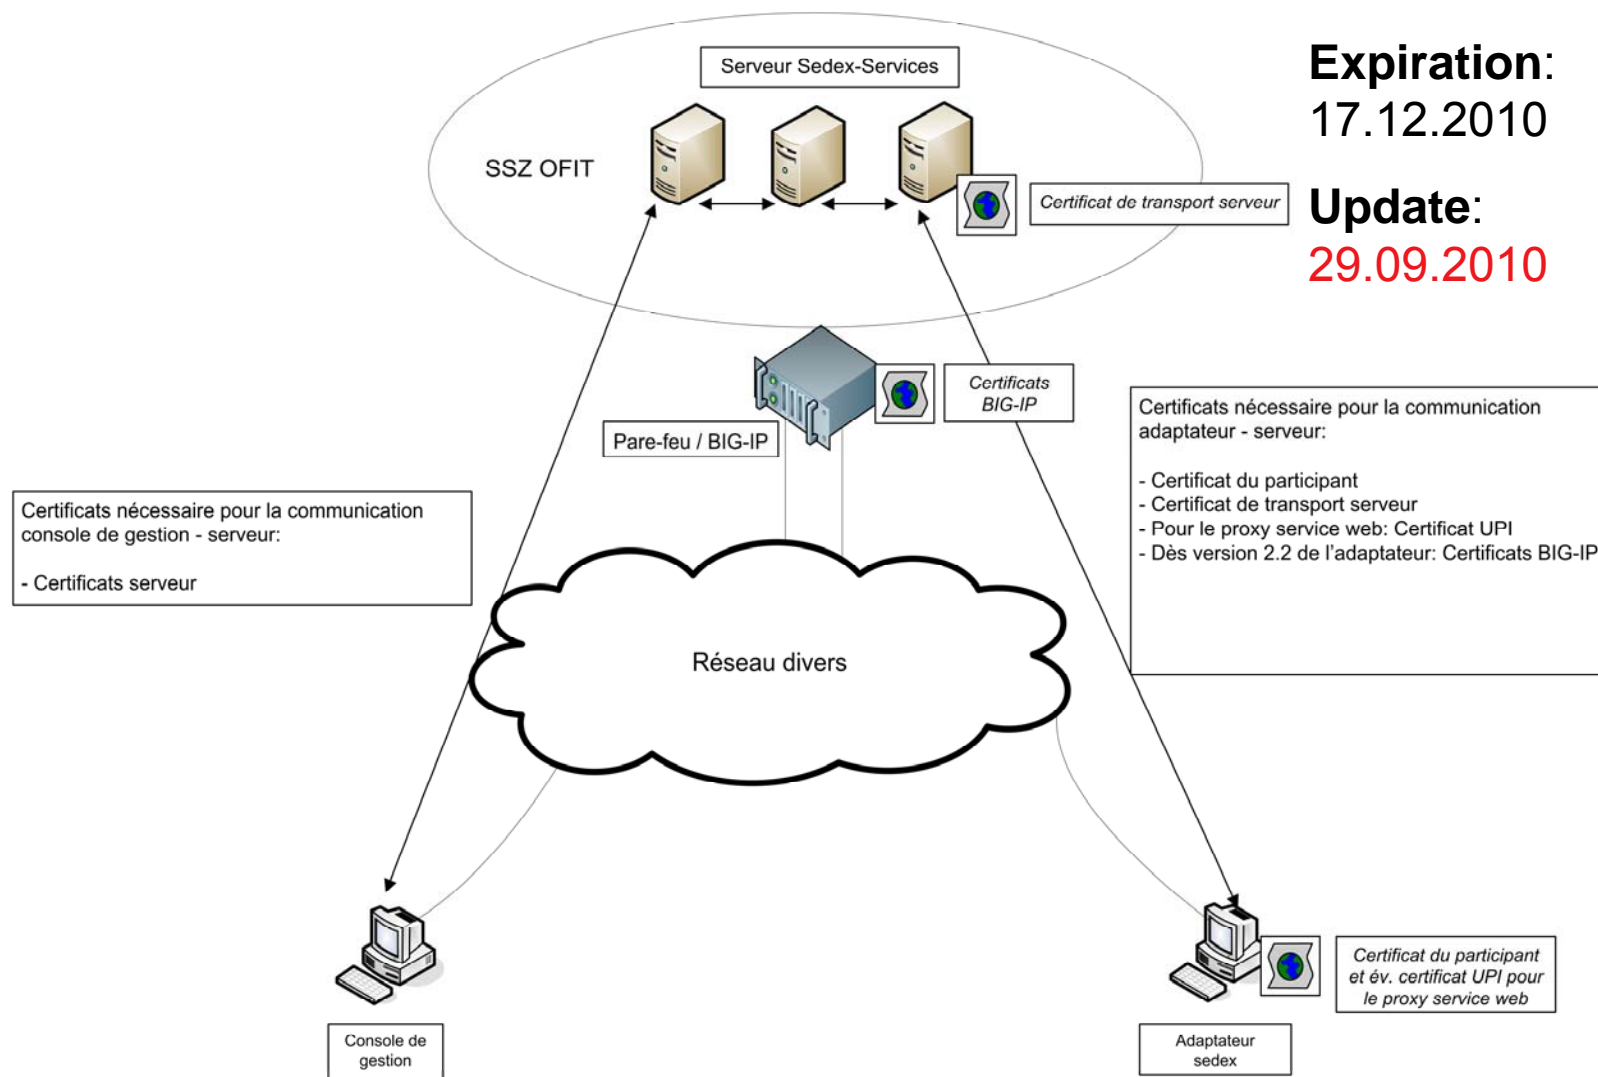 Serveur Sedex-Services
Expiration:
17.12.2010
SSZ OFIT
Certificat de transport serveur
Update:
29.09.2010
Certificats
BIG-IP
Pare-feu / BIG-IP
Certificats nécessaire pour la communication
adaptateur - serveur:
- Certificat du participant
- Certificat de transport serveur
- Pour le proxy service web: Certificat UPI
- Dès version 2.2 de l'adaptateur: Certificats BIG-IP
Certificats nécessaire pour la communication
console de gestion - serveur:
- Certificats serveur
Réseau divers
Certificat du participant
et év. certificat UPI pour
le proxy service web
Console de
gestion
Adaptateur
sedex